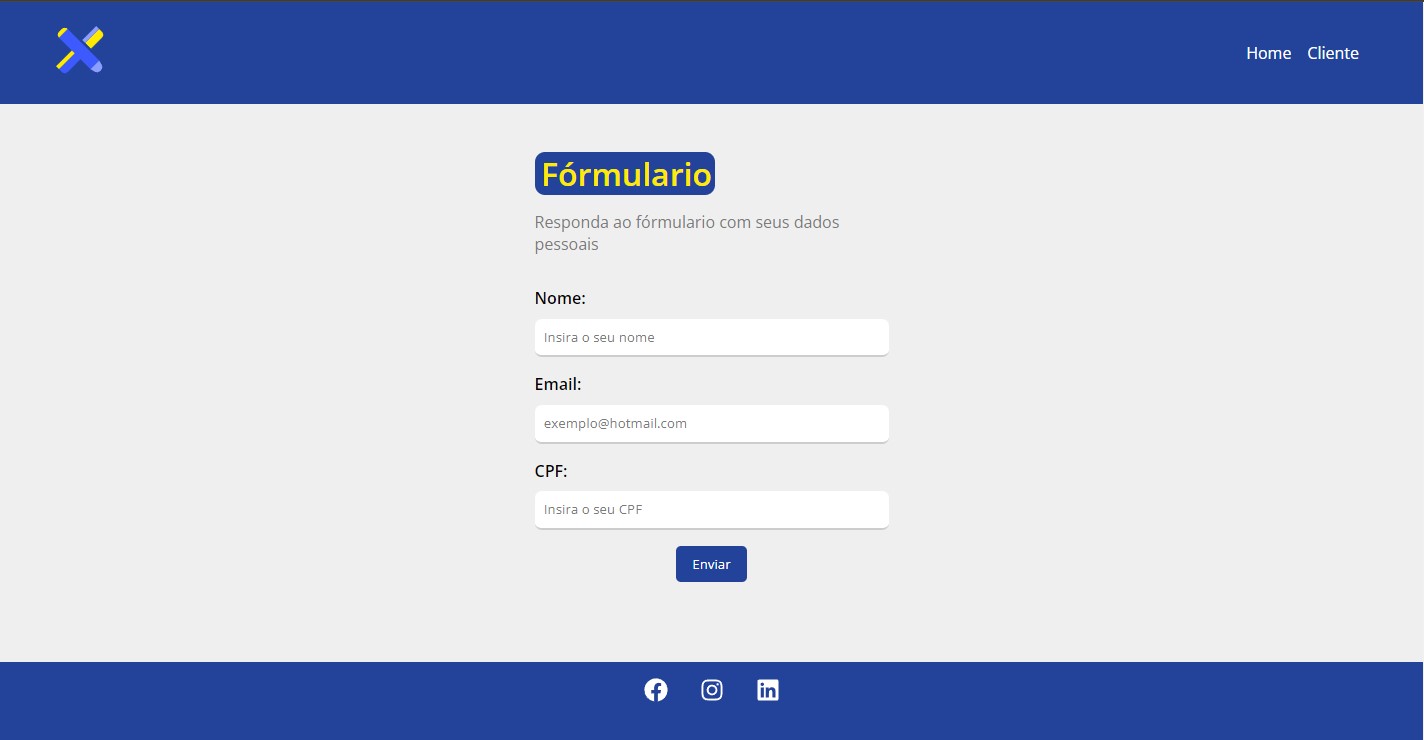 Home Cliente
Fórmulario
Responda ao fórmulario com seus dados
pessoais
Nome:
Insira o seu nome
Email:
exemplo@hotmail.com
CPF:
Insira o seu CPF
Enviar